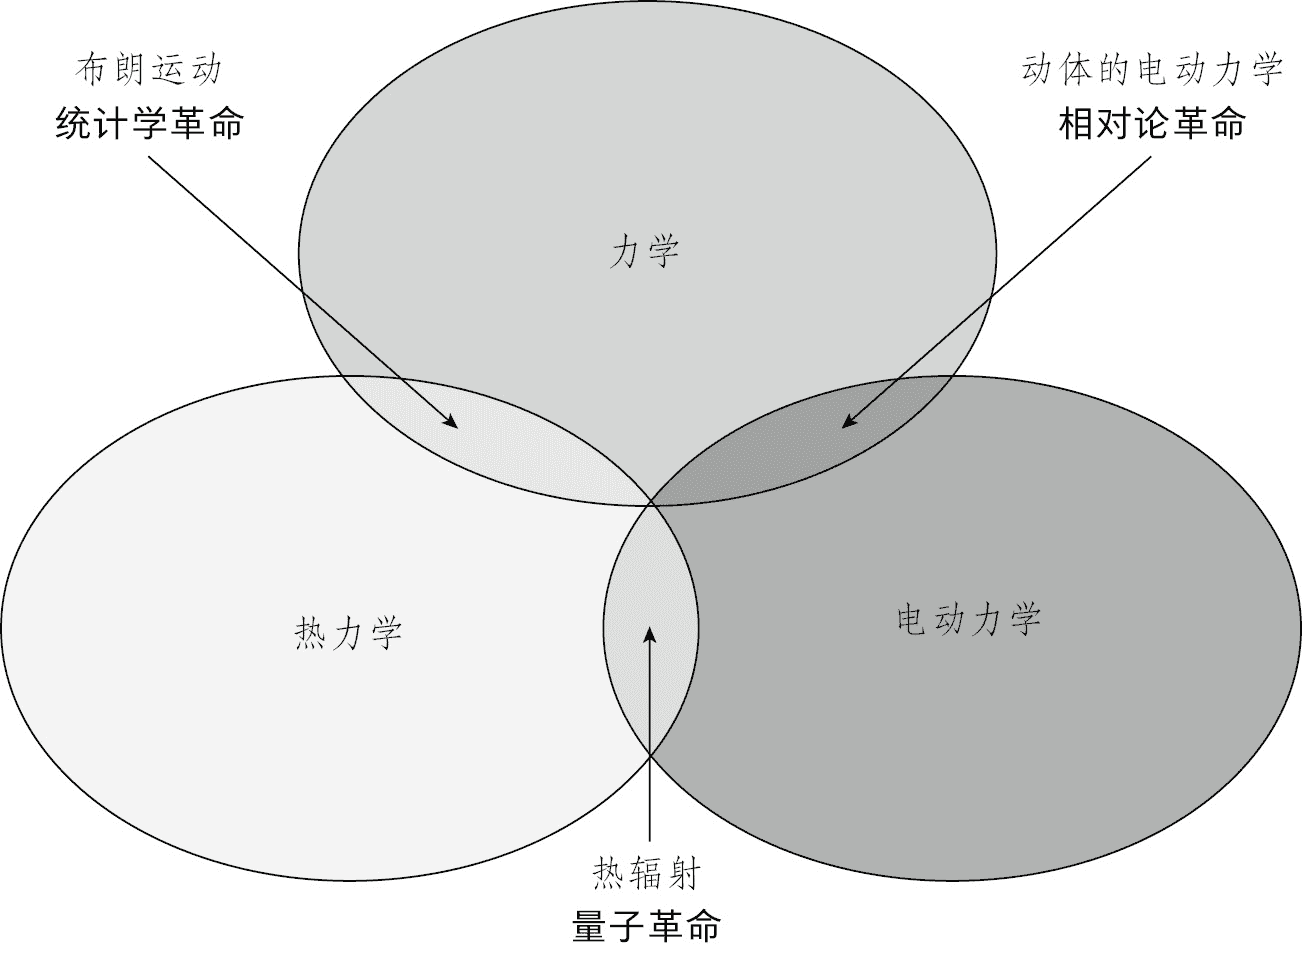 布朗运动
统计学革命
动体的电动力学
相对论革命
力学
热力学
电动力学
热辐射
量子革命